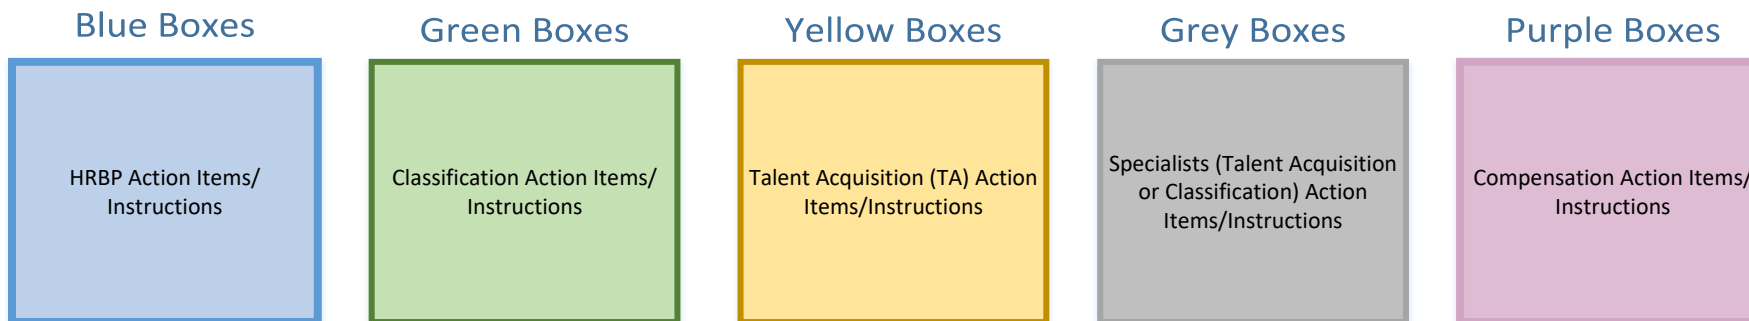 Blue Boxes
Green Boxes
Yellow Boxes
Grey Boxes
Purple Boxes
HRBP Action Items/
Instructions
Classification Action Items/
Instructions
Talent Acquisition (TA) Action
Items/Instructions
Specialists (Talent Acquisition
or Classification) Action
Items/Instructions
Compensation Action Items/
Instructions